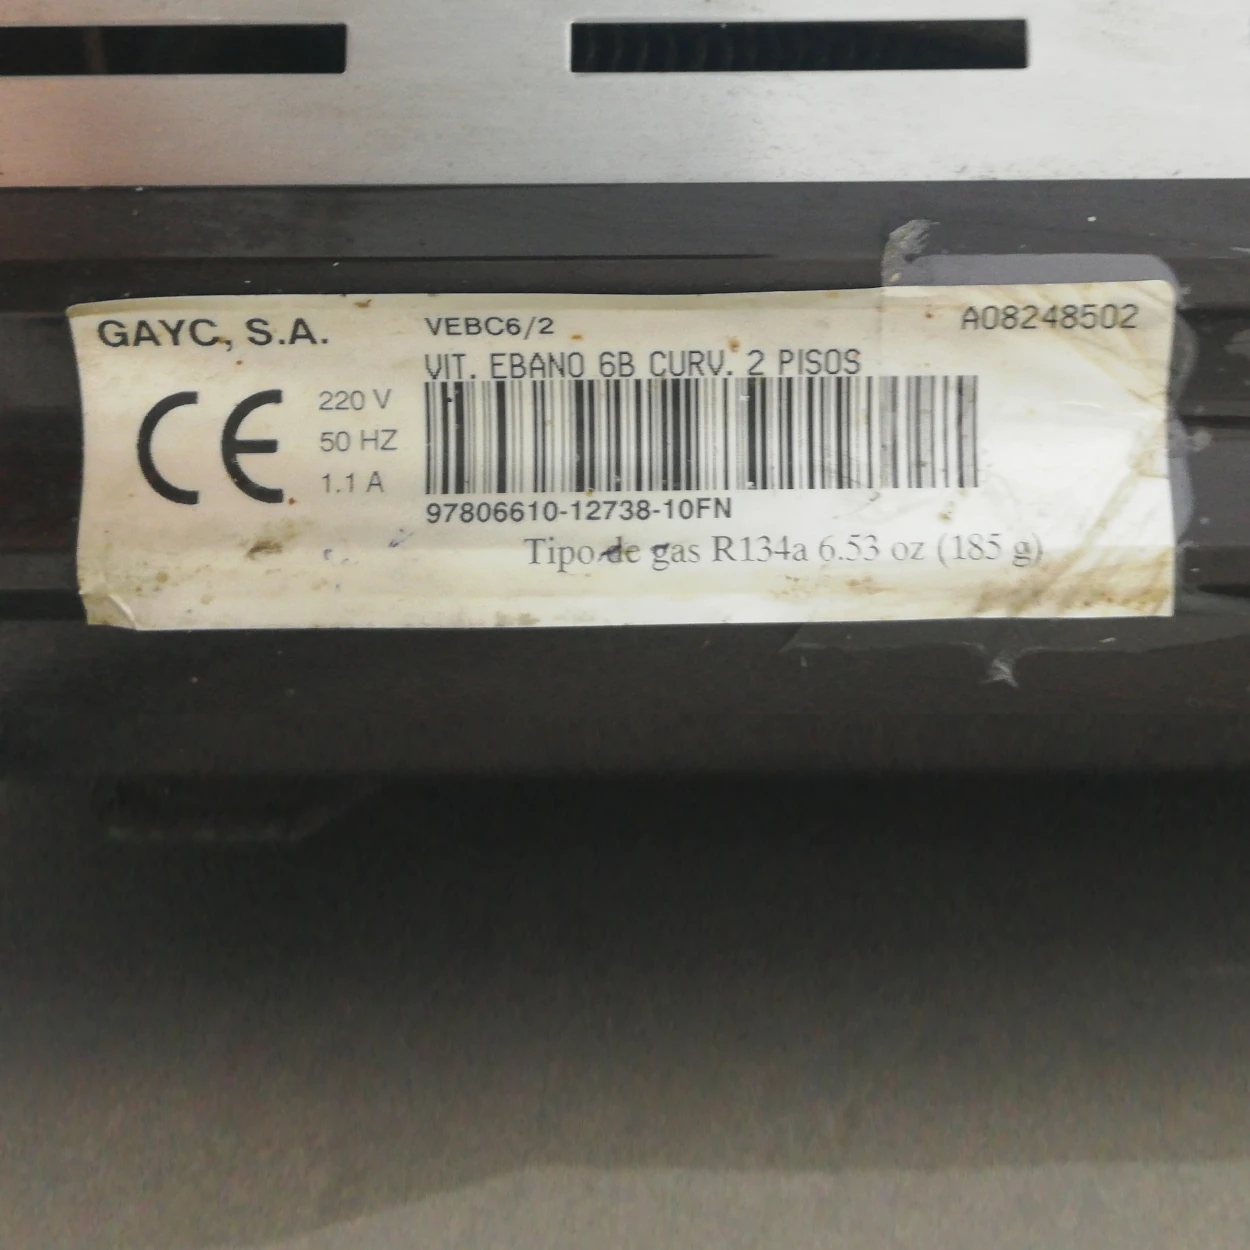 GAYC, S.A.
VEBC6/2
A08248502
VIT. EBANO 6B CURV. 2 PISOS
CE
220 V
50 HZ
1.1 A
97806610-12738-10FN
Tipo de gas R134a 6.53 oz (185 g)